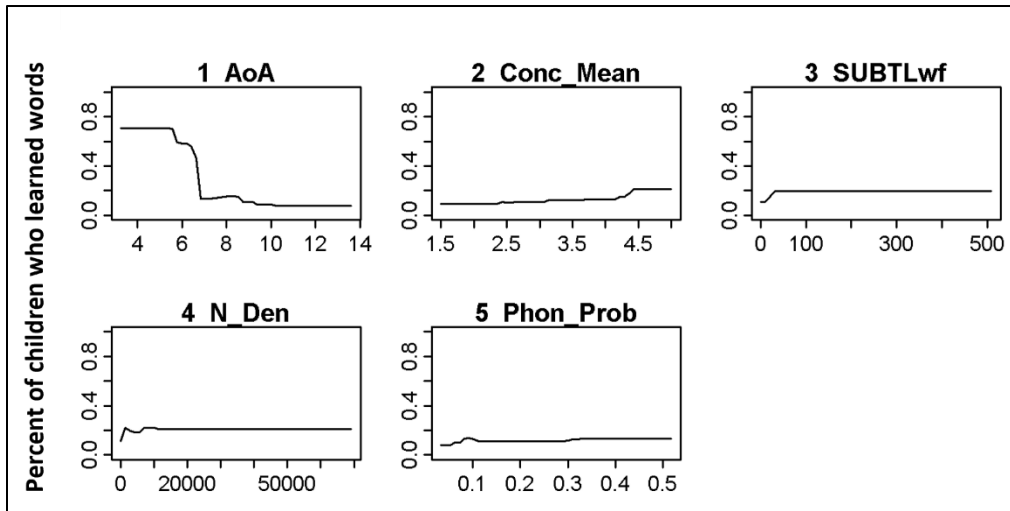 Percent of children who learned words
1 AoA
0.0 0.4 0.8
4 6 8 10 12 14
2 Conc_Mean
0.0 0.4 0.8
1.5 2.5 3.5 4.5
3 SUBTLwf
0.0 0.4 0.8
0 100 300 500
4 N_Den
0.0 0.4 0.8
0 20000 50000
5 Phon_Prob
0.0 0.4 0.8
0.1 0.2 0.3 0.4 0.5